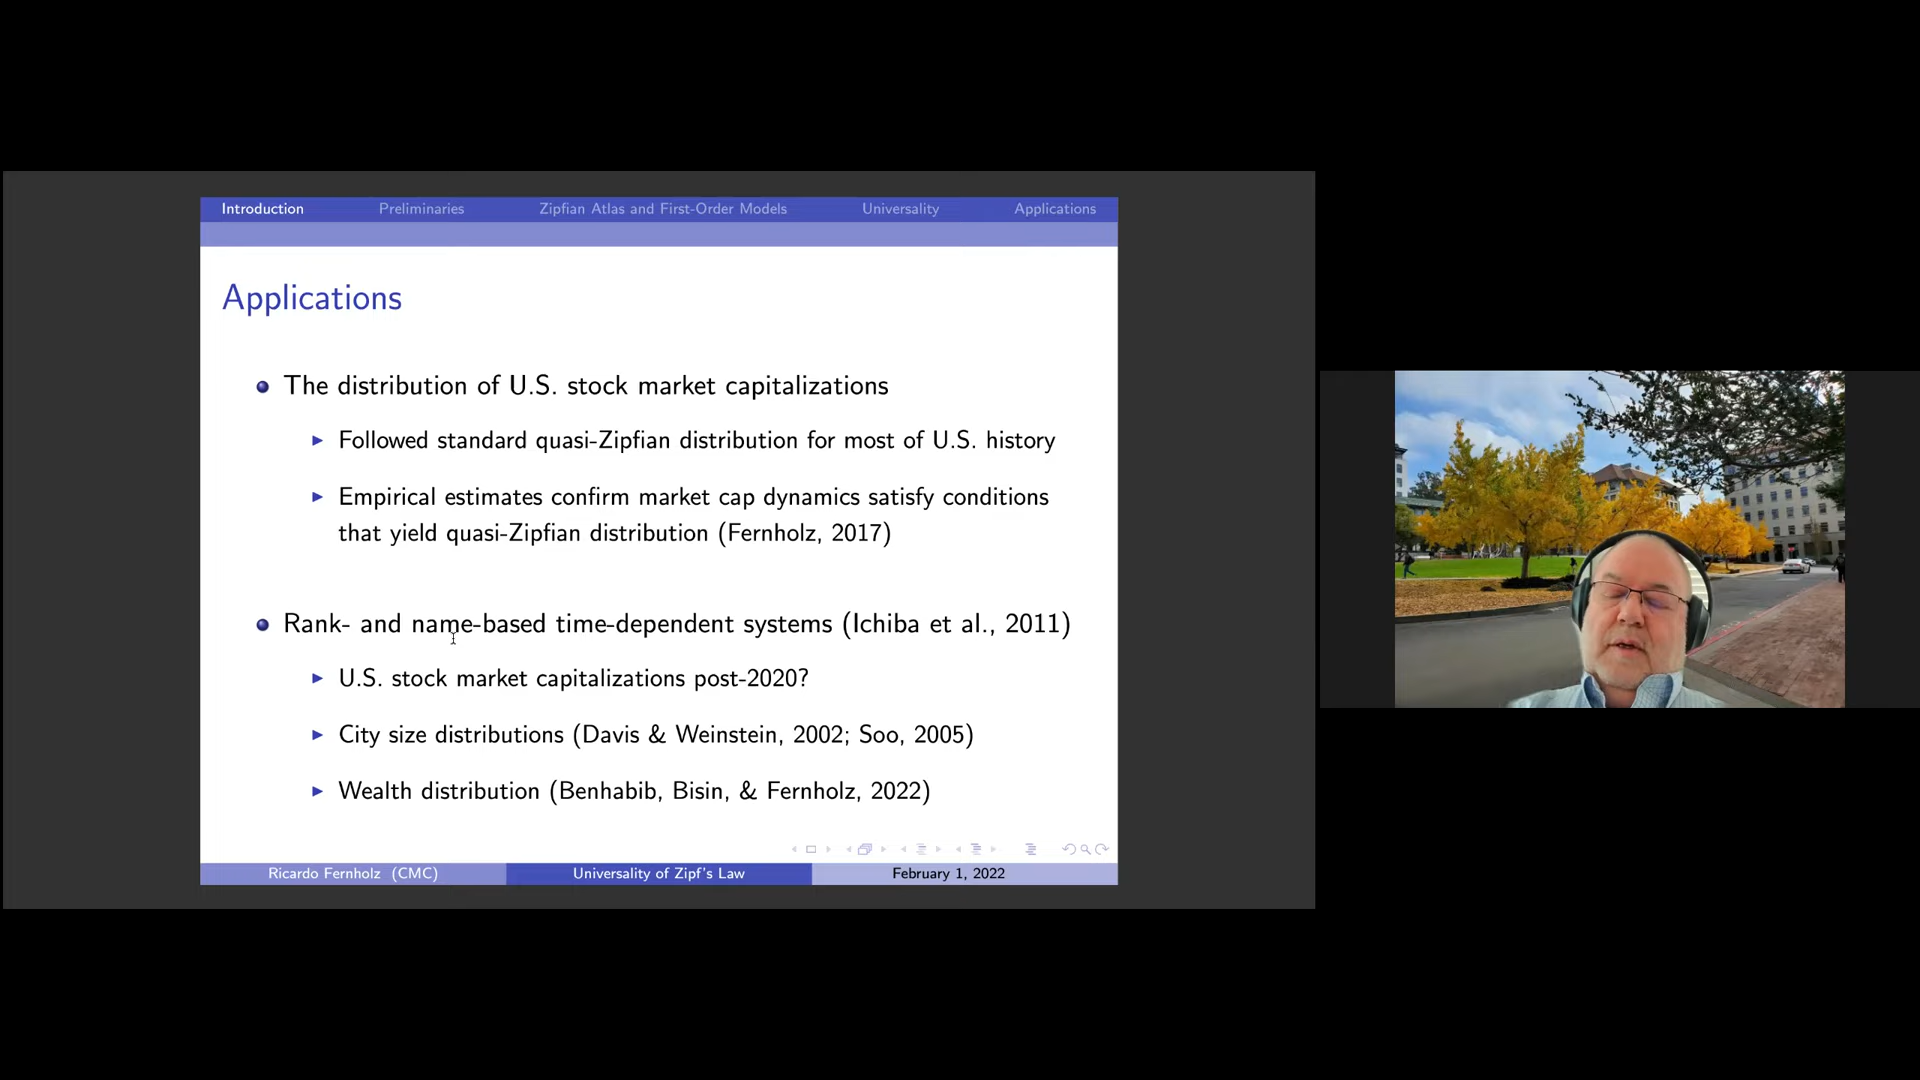 Introduction Preliminaries Zipfian Atlas and First-Order Models Universality Applications
Applications
The distribution of U.S. stock market capitalizations
Followed standard quasi-Zipfian distribution for most of U.S. history
Empirical estimates confirm market cap dynamics satisfy conditions
that yield quasi-Zipfian distribution (Fernholz, 2017)
Rank- and name-based time-dependent systems (Ichiba et al., 2011)
U.S. stock market capitalizations post-2020?
City size distributions (Davis & Weinstein, 2002; Soo, 2005)
Wealth distribution (Benhabib, Bisin, & Fernholz, 2022)
Ricardo Fernholz (CMC) Universality of Zipf's Law February 1, 2022